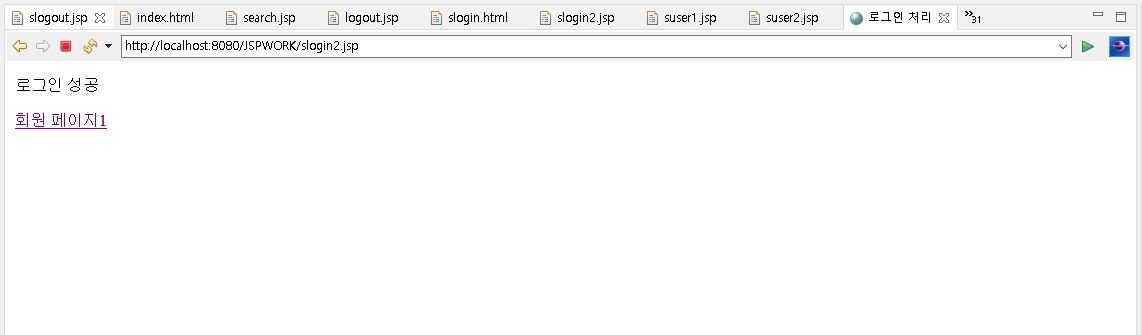 slogout.jsp index.html search.jsp logout.jsp slogin.html slogin2.jsp suser1.jsp suser2.jsp 로그인 처리 »31
http://localhost:8080/JSPWORK/slogin2.jsp
로그인 성공
회원 페이지1